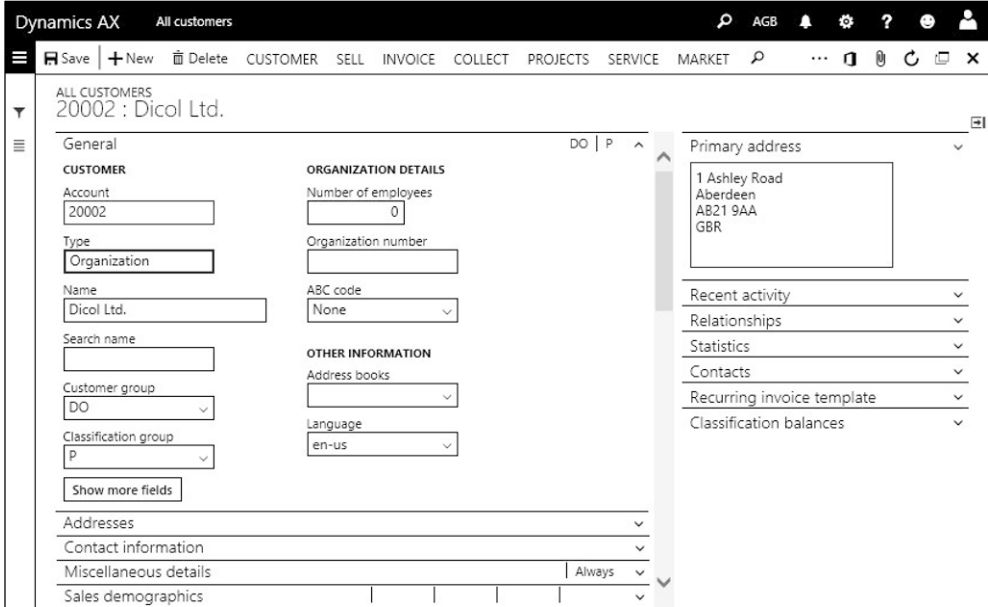 Dynamics AX All customers AGB ?
Save New Delete CUSTOMER SELL INVOICE COLLECT PROJECTS SERVICE MARKET ...
ALL CUSTOMERS
20002 : Dicol Ltd.
General DO P
CUSTOMER
Account
20002
Type
Organization
Name
Dicol Ltd.
Search name
Customer group
DO
Classification group
P
Show more fields
ORGANIZATION DETAILS
Number of employees
0
Organization number
ABC code
None
OTHER INFORMATION
Address books
Language
en-us
Addresses
Contact information
Miscellaneous details Always
Sales demographics
Primary address
1 Ashley Road
Aberdeen
AB21 9AA
GBR
Recent activity
Relationships
Statistics
Contacts
Recurring invoice template
Classification balances